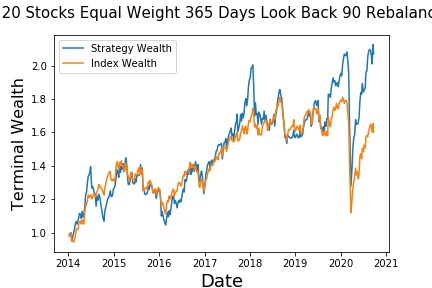 20 Stocks Equal Weight 365 Days Look Back 90 Rebalanc
Strategy Wealth
Index Wealth
Terminal Wealth
2.0
1.8
1.6
1.4
1.2
1.0
2014 2015 2016 2017 2018 2019 2020 2021
Date